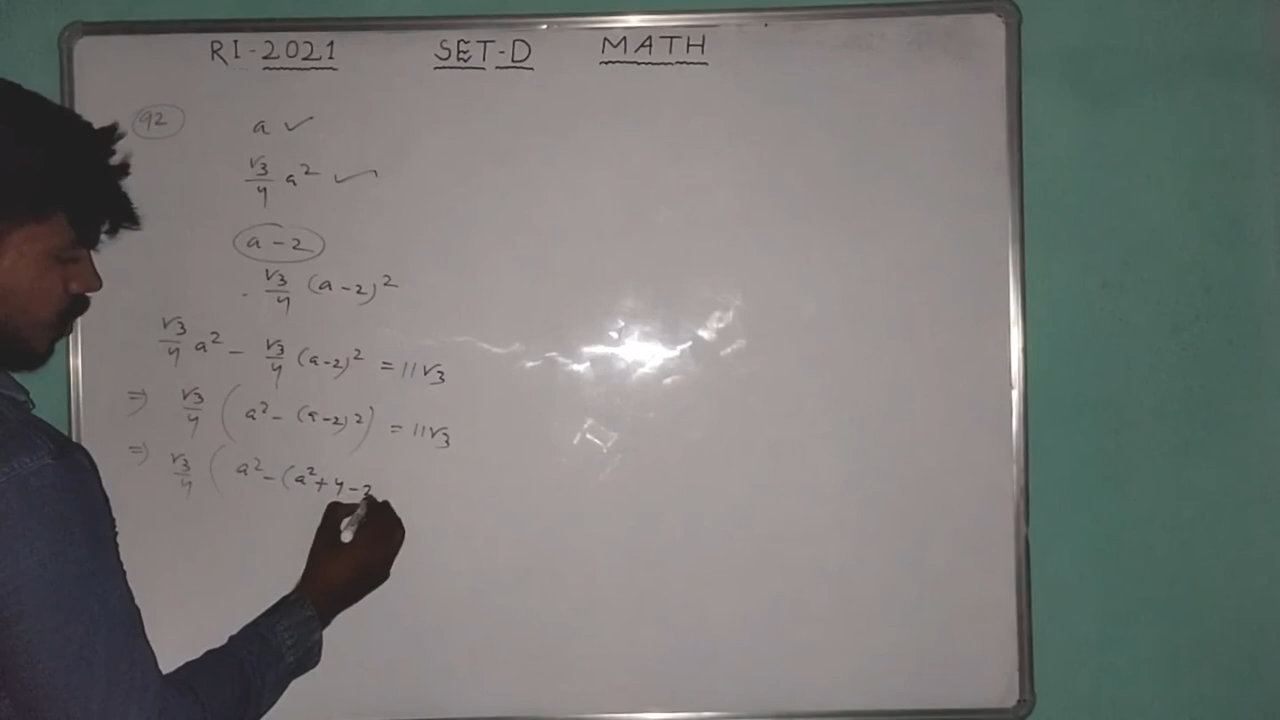 RI-2021 SET-D MATH
92 a ✓
√3/4 a² ✓
a-2
√3/4 (a-2)²
√3/4 a² - √3/4 (a-2)² = 11√3
⇒ √3/4 (a² - (a-2)²) = 11√3
⇒ √3/4 (a² - (a² + 4 -